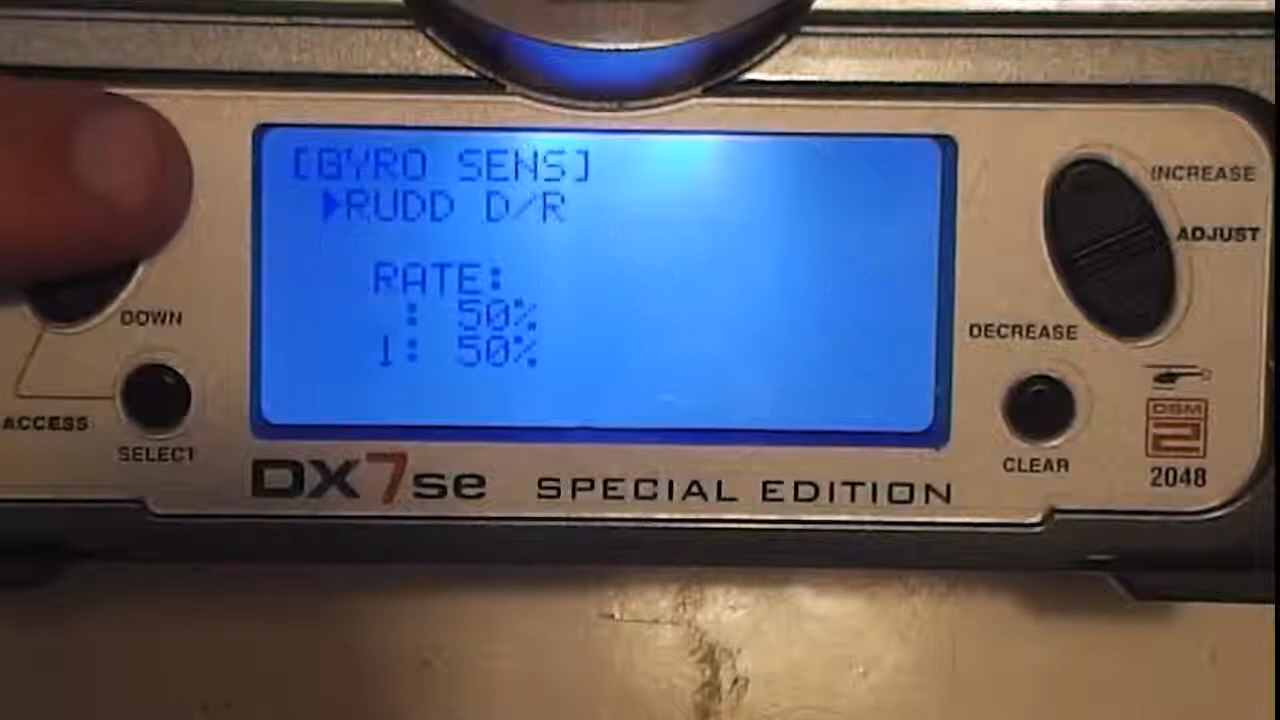 [GYRO SENS]
RUDD D/R
RATE:
: 50%
1: 50%
INCREASE
ADJUST
DECREASE
CLEAR
DOWN
ACCESS
SELECT
DSM
2
2048
DX7se SPECIAL EDITION